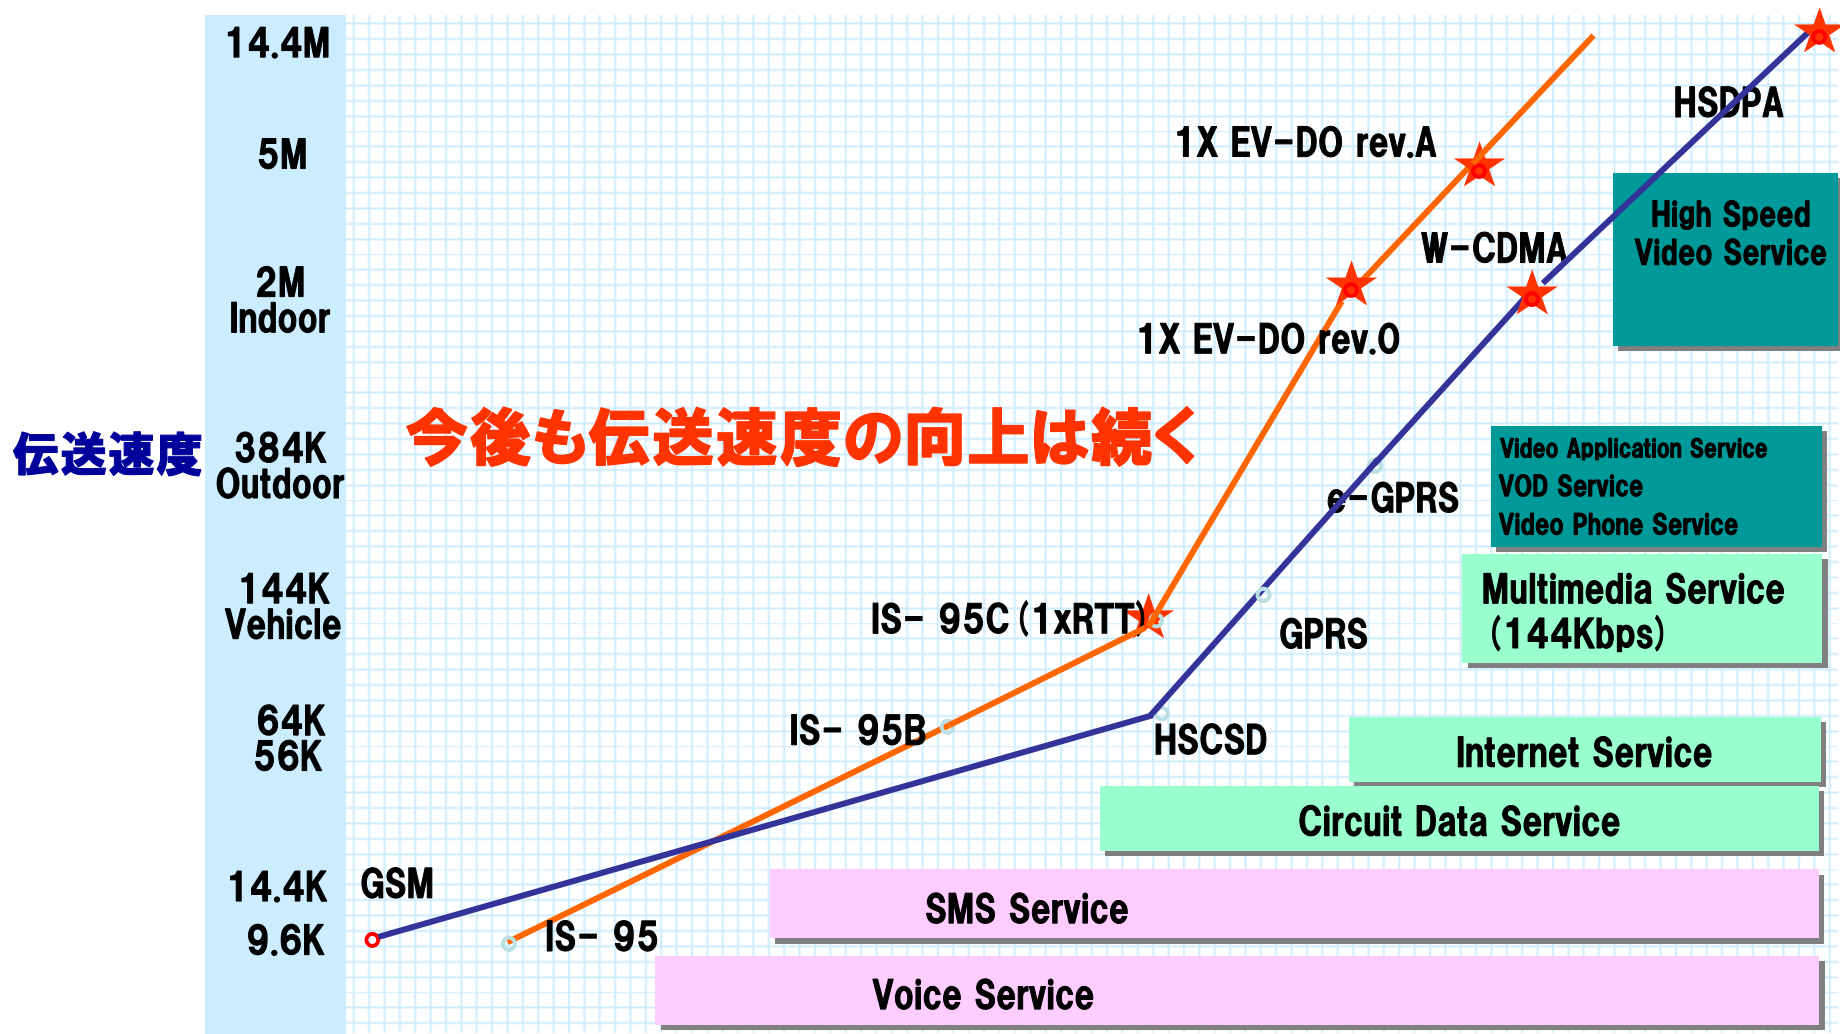 14.4M
5M
2M
Indoor
384K
Outdoor
144K
Vehicle
64K
56K
14.4K
9.6K
伝送速度
今後も伝送速度の向上は続く
HSDPA
1X EV-DO rev.A
W-CDMA
1X EV-DO rev.0
e-GPRS
IS- 95C (1xRTT)
GPRS
IS- 95B
HSCSD
GSM
IS- 95
High Speed
Video Service
Video Application Service
VOD Service
Video Phone Service
Multimedia Service
(144Kbps)
Internet Service
Circuit Data Service
SMS Service
Voice Service